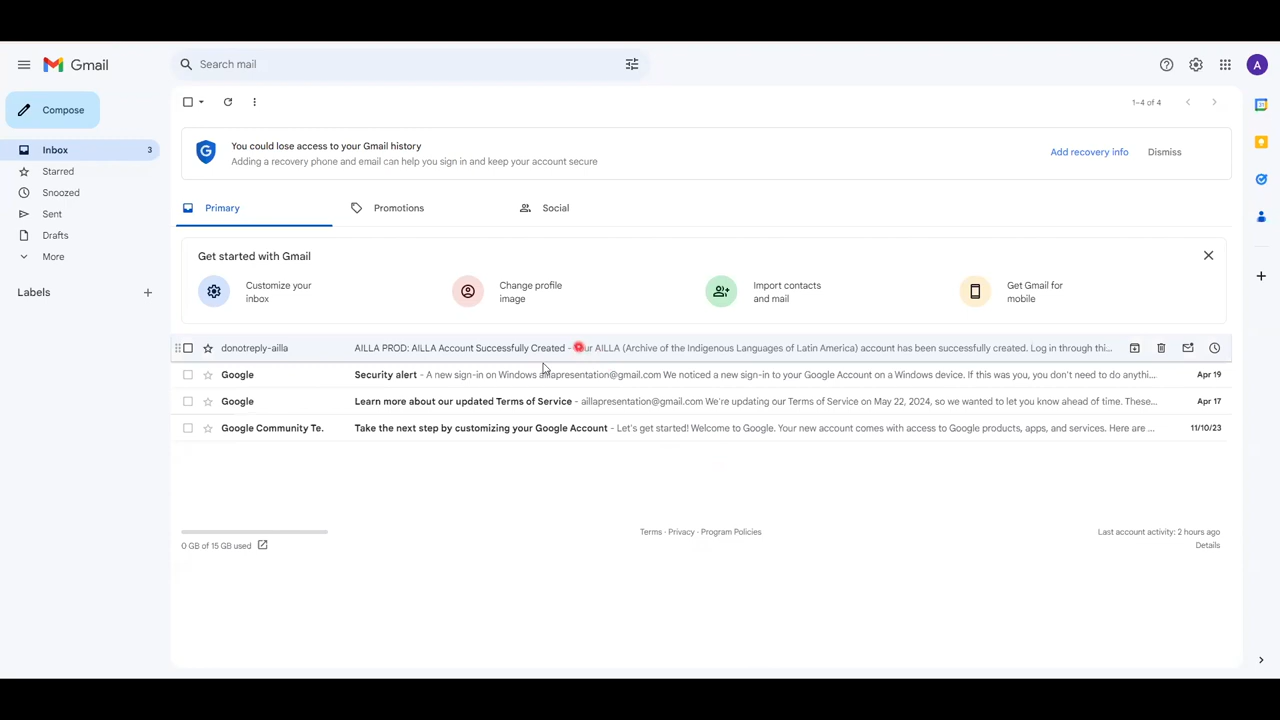 Gmail
Search mail
A
Compose
1–4 of 4
Inbox 3
Starred
Snoozed
Sent
Drafts
More
Labels
You could lose access to your Gmail history
Adding a recovery phone and email can help you sign in and keep your account secure
Add recovery info Dismiss
Primary Promotions Social
Get started with Gmail
Customize your inbox
Change profile image
Import contacts and mail
Get Gmail for mobile
donotreply-ailla AILLA PROD: AILLA Account Successfully Created - AILLA (Archive of the Indigenous Languages of Latin America) account has been successfully created. Log in through thi...
Google Security alert - A new sign-in on Windows aillapresentation@gmail.com We noticed a new sign-in to your Google Account on a Windows device. If this was you, you don't need to do anythi... Apr 19
Google Learn more about our updated Terms of Service - aillapresentation@gmail.com We're updating our Terms of Service on May 22, 2024, so we wanted to let you know ahead of time. These... Apr 17
Google Community Te. Take the next step by customizing your Google Account - Let's get started! Welcome to Google. Your new account comes with access to Google products, apps, and services. Here are ... 11/10/23
0 GB of 15 GB used
Terms · Privacy · Program Policies
Last account activity: 2 hours ago
Details